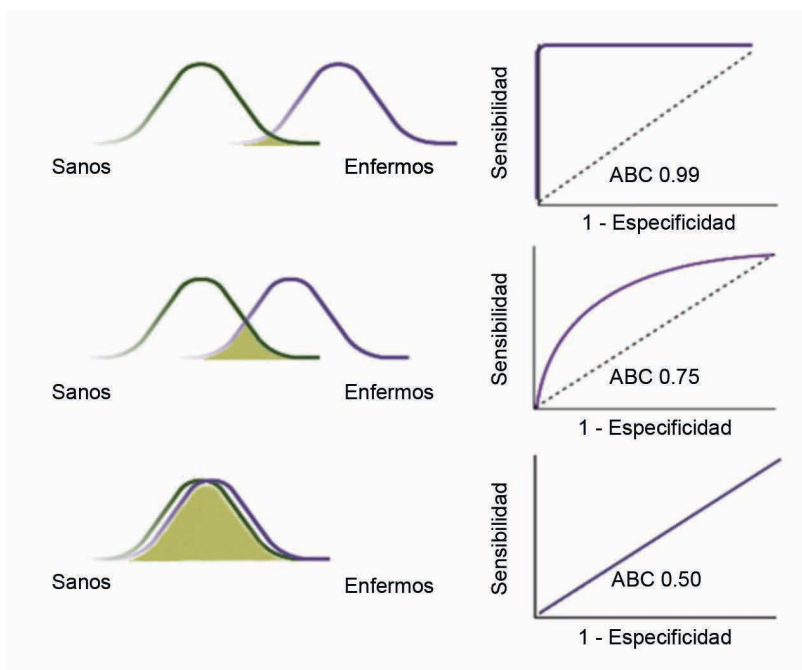 Sanos
Enfermos
Sensibilidad
ABC 0.99
1 - Especificidad
Sanos
Enfermos
Sensibilidad
ABC 0.75
1 - Especificidad
Sanos
Enfermos
Sensibilidad
ABC 0.50
1 - Especificidad